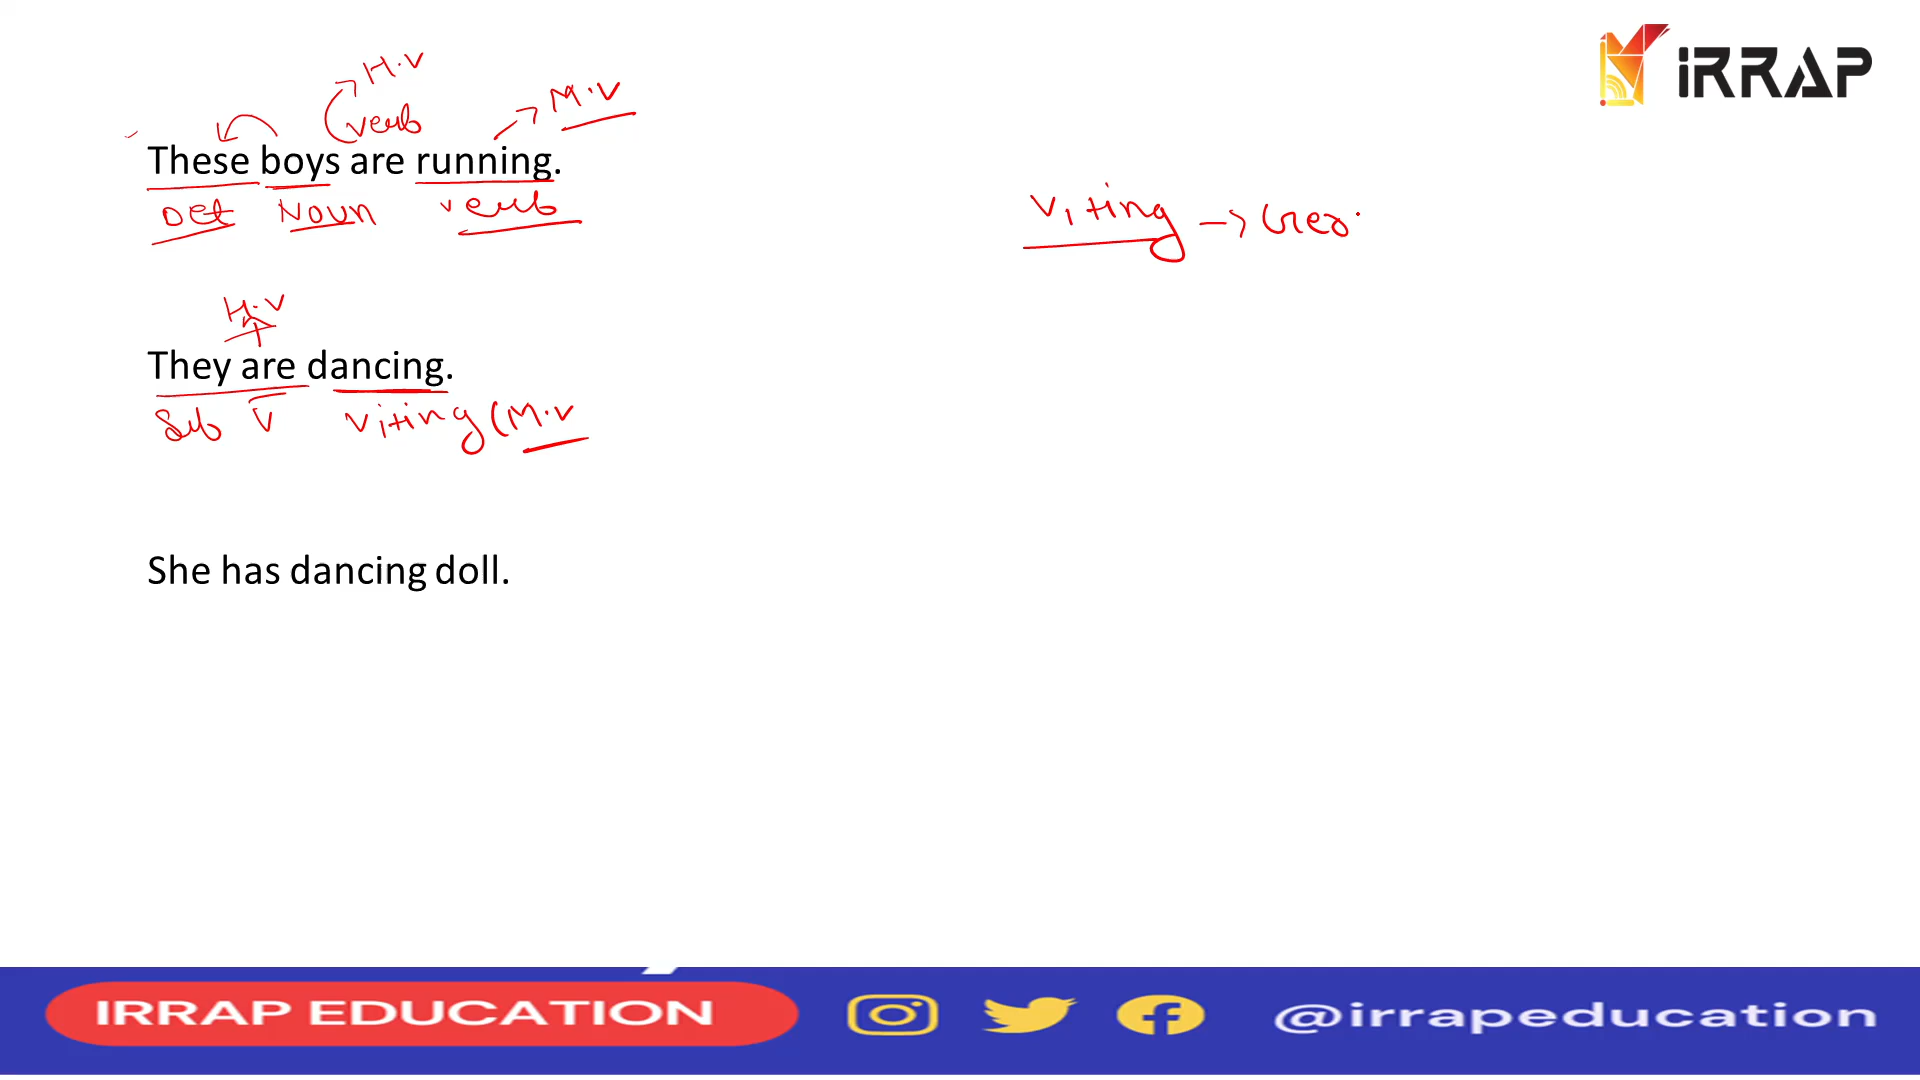 iRRAP
H.V
verb
M.V
These boys are running.
Det Noun verb
V1+ing → Ger
H.V
They are dancing.
Sub V V1+ing (M.V
She has dancing doll.
IRRAP EDUCATION
@irrapeducation